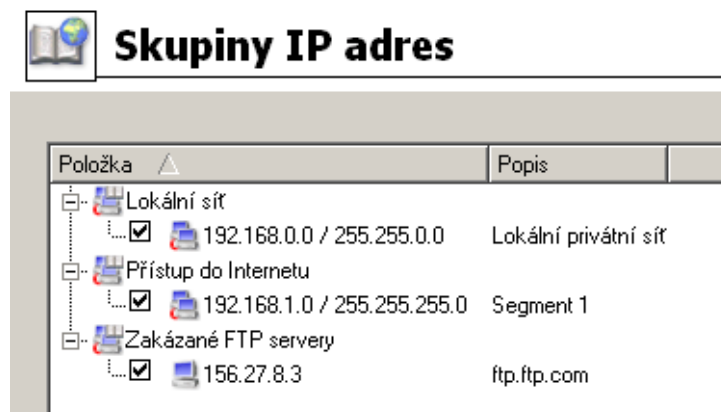 Skupiny IP adres
Položka Popis
Lokální síť
192.168.0.0 / 255.255.0.0 Lokální privátní síť
Přístup do Internetu
192.168.1.0 / 255.255.255.0 Segment 1
Zakázané FTP servery
156.27.8.3 ftp.ftp.com